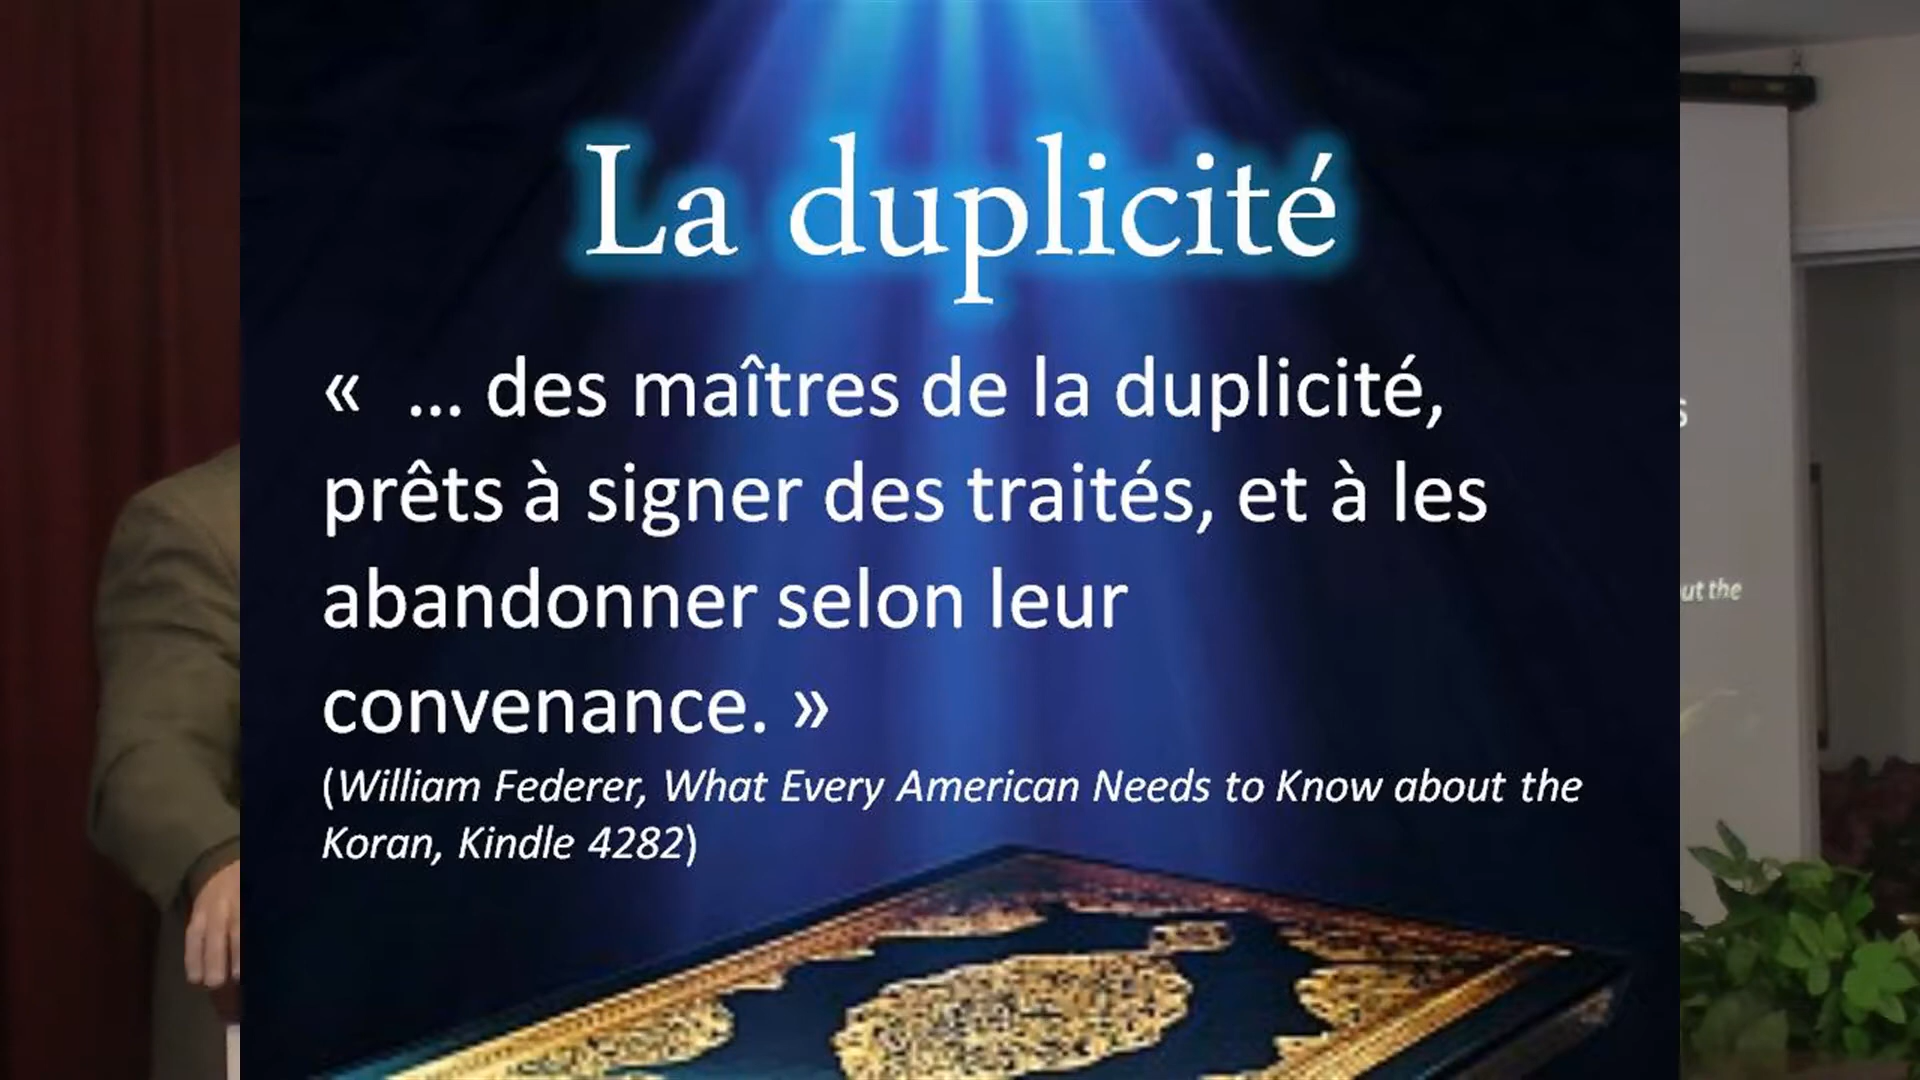 La duplicité
« ... des maîtres de la duplicité,
prêts à signer des traités, et à les
abandonner selon leur
convenance. »
(William Federer, What Every American Needs to Know about the
Koran, Kindle 4282)
ut the